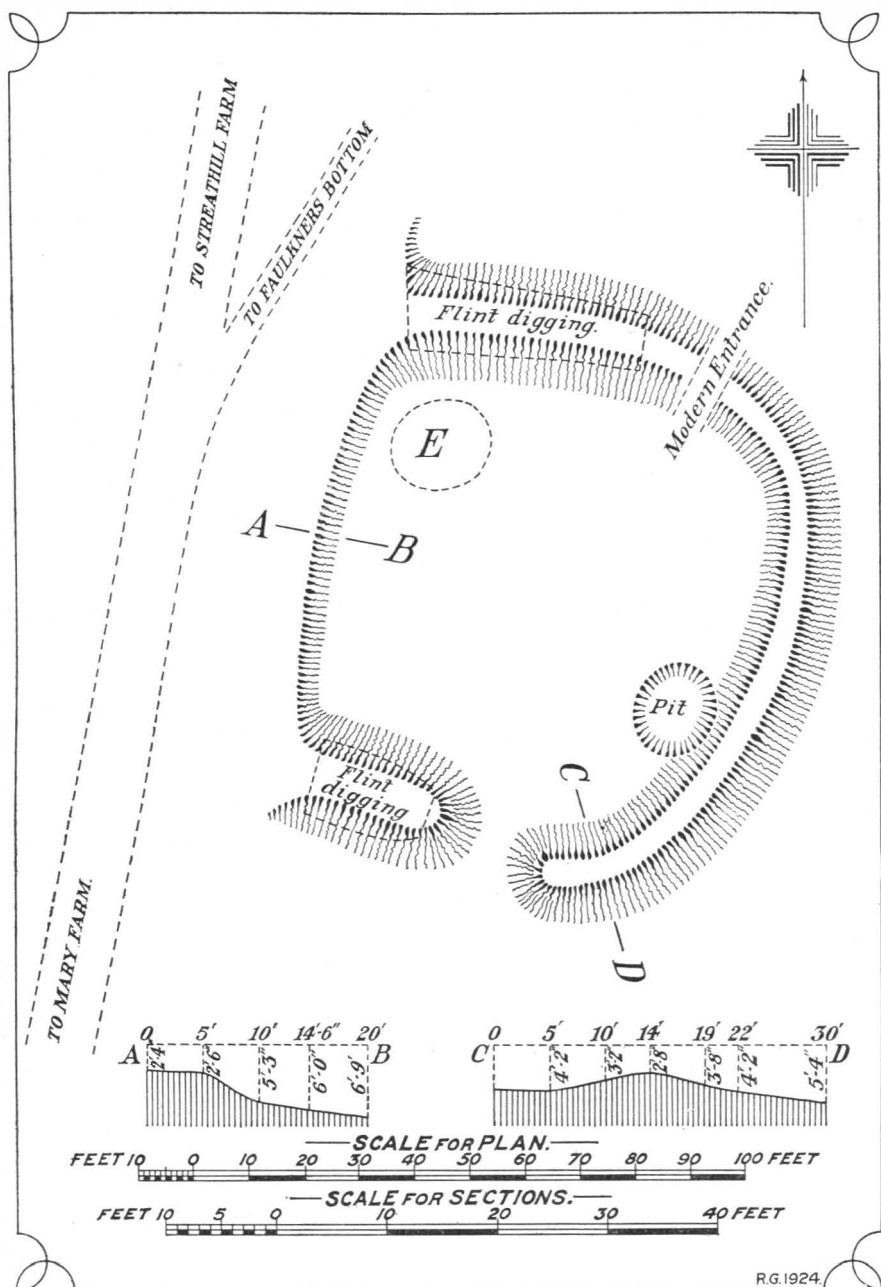 TO STREATHILL FARM
TO FAULKNERS BOTTOM
Flint digging.
Modern Entrance.
E
A
B
Pit
Flint
digging
C
D
TO MARY FARM.
0 5' 10' 14'-6" 20'
A 2'4" 2'-6" 5'-3" 6'-0" 6'-9' B
0 5' 10' 14' 19' 22' 30'
C 4'-2" 3'2" 2'8" 3'-8" 4'-2" 5'-4" D
SCALE FOR PLAN.
FEET 10 0 10 20 30 40 50 60 70 80 90 100 FEET
SCALE FOR SECTIONS.
FEET 10 5 0 10 20 30 40 FEET
R.G.1924.